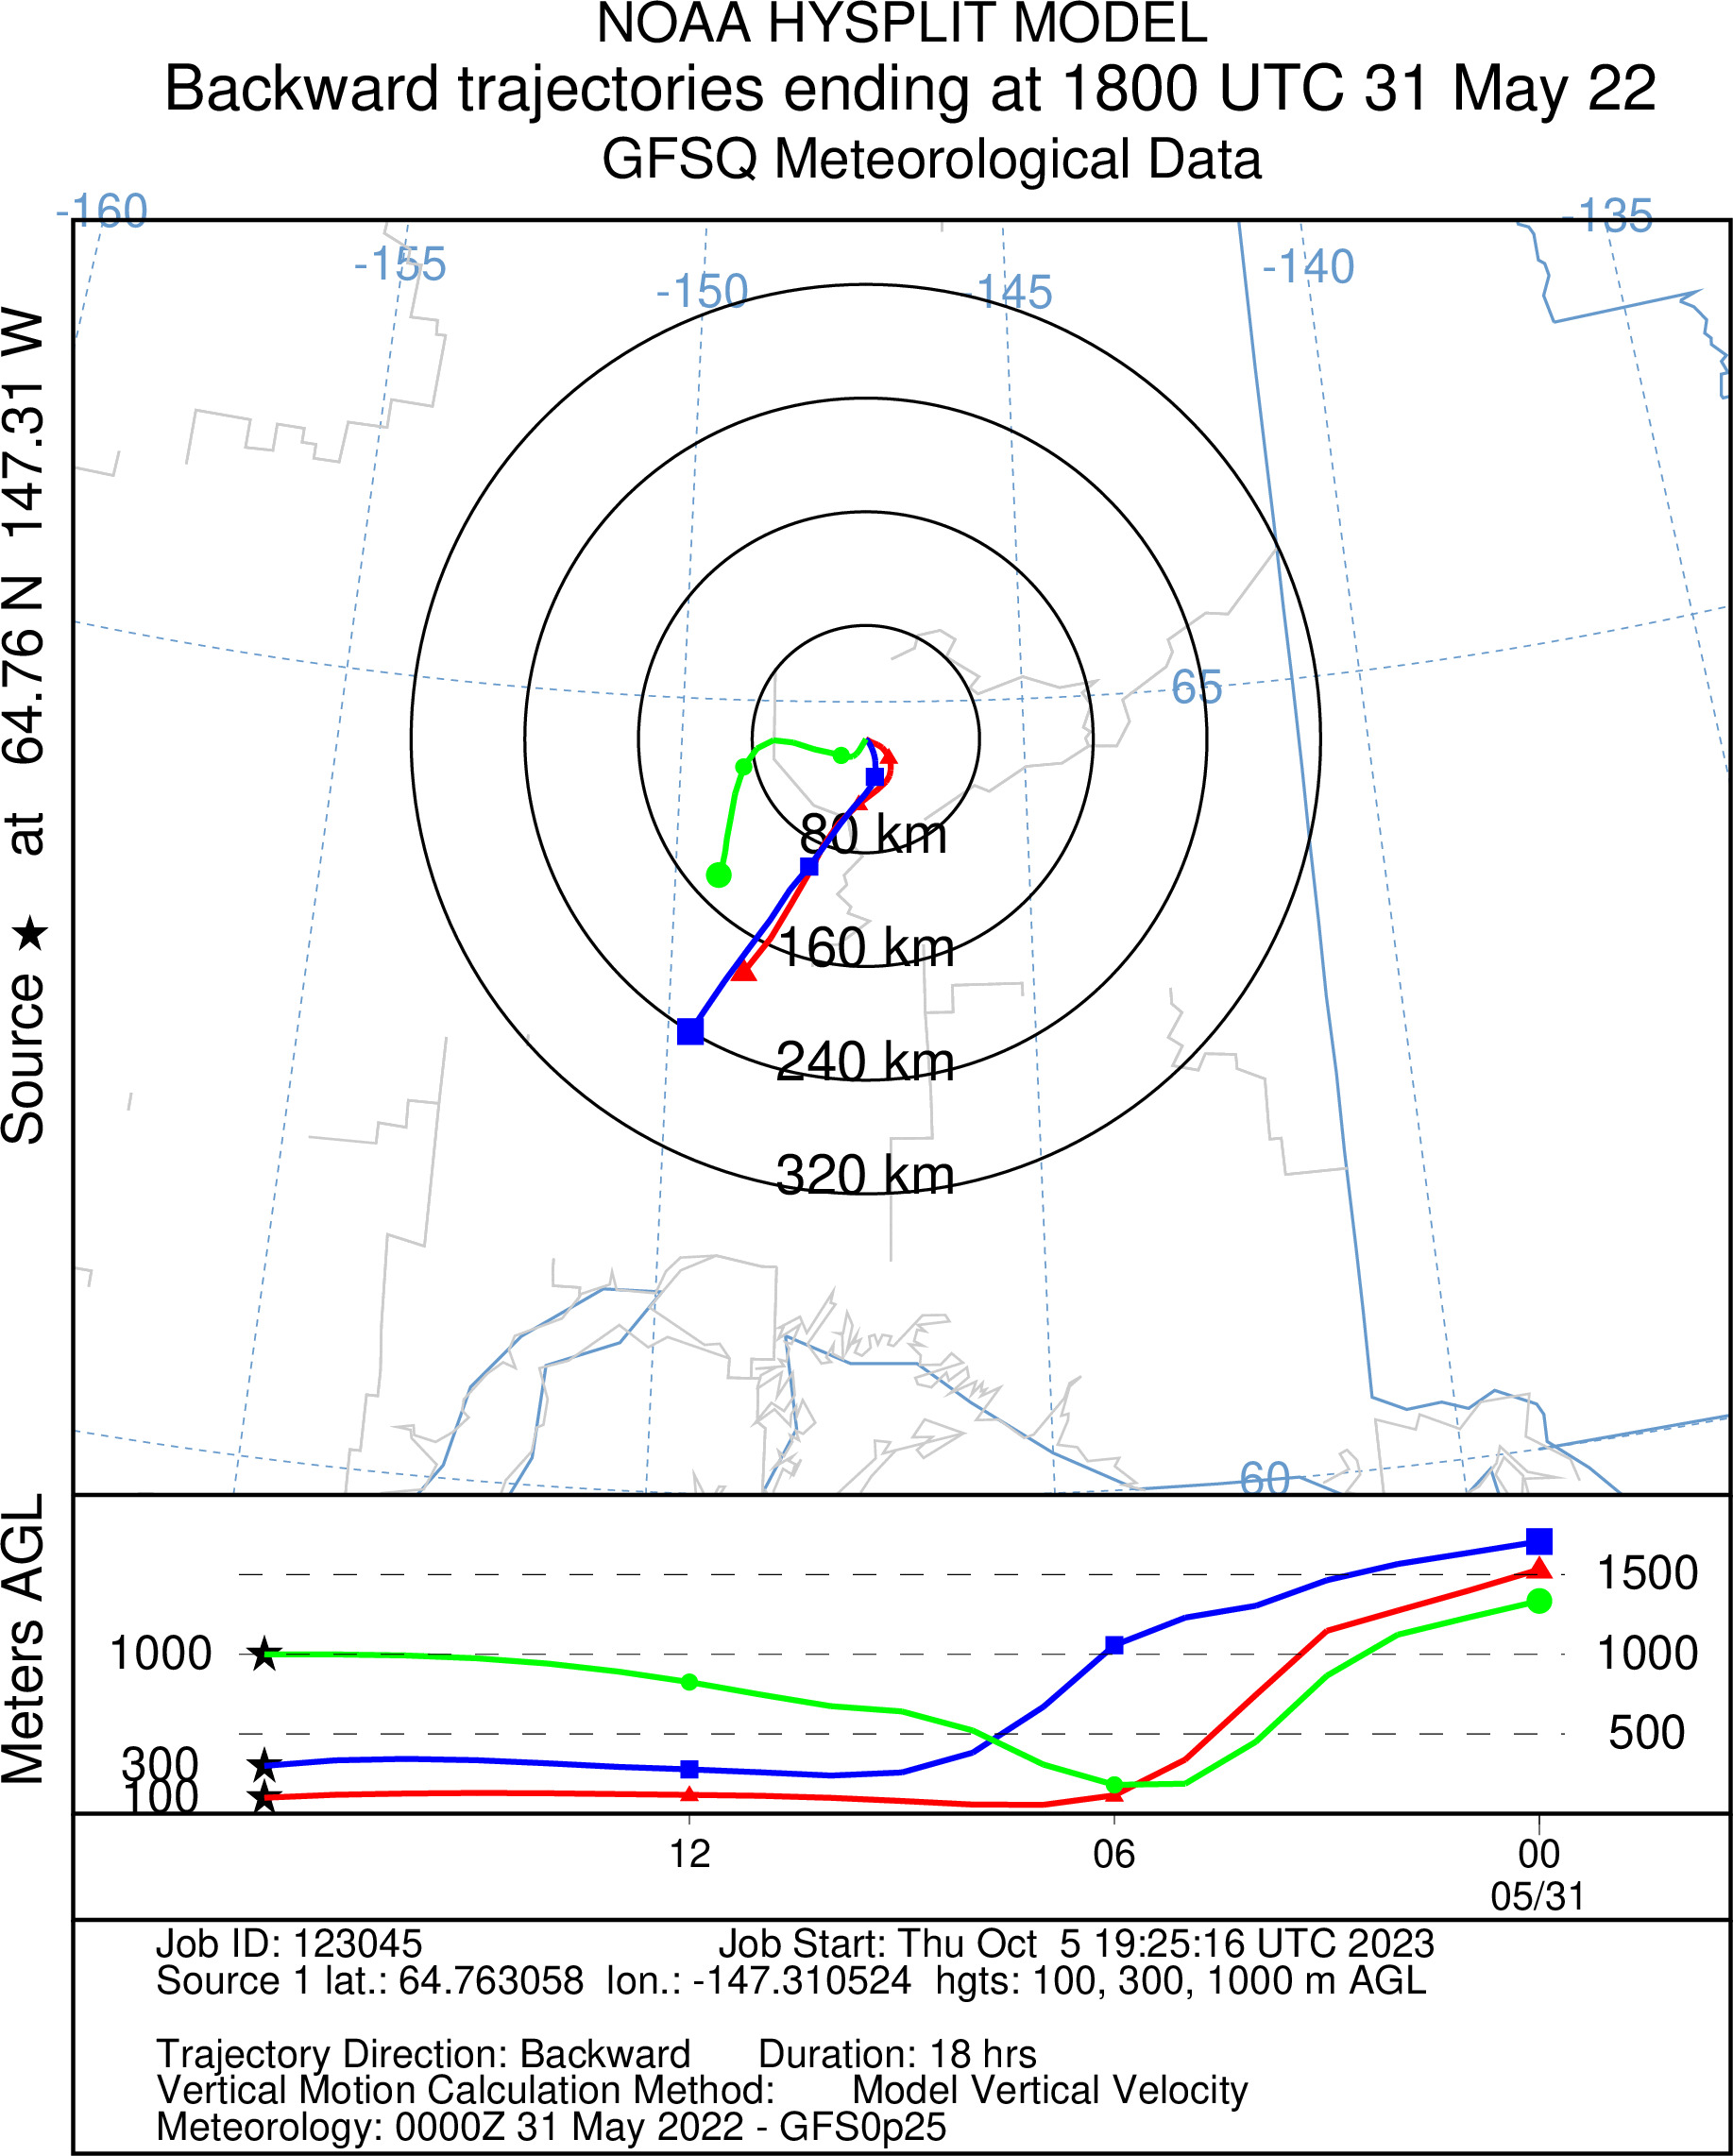 NOAA HYSPLIT MODEL
Backward trajectories ending at 1800 UTC 31 May 22
GFSQ Meteorological Data
-160
-135
-155
-140
-150
-145
65
80 km
160 km
240 km
320 km
60
Source ★ at 64.76 N 147.31 W
Meters AGL
1500
1000
1000
500
300
100
12
06
00
05/31
Job ID: 123045 Job Start: Thu Oct 5 19:25:16 UTC 2023
Source 1 lat.: 64.763058 lon.: -147.310524 hgts: 100, 300, 1000 m AGL
Trajectory Direction: Backward Duration: 18 hrs
Vertical Motion Calculation Method: Model Vertical Velocity
Meteorology: 0000Z 31 May 2022 - GFS0p25